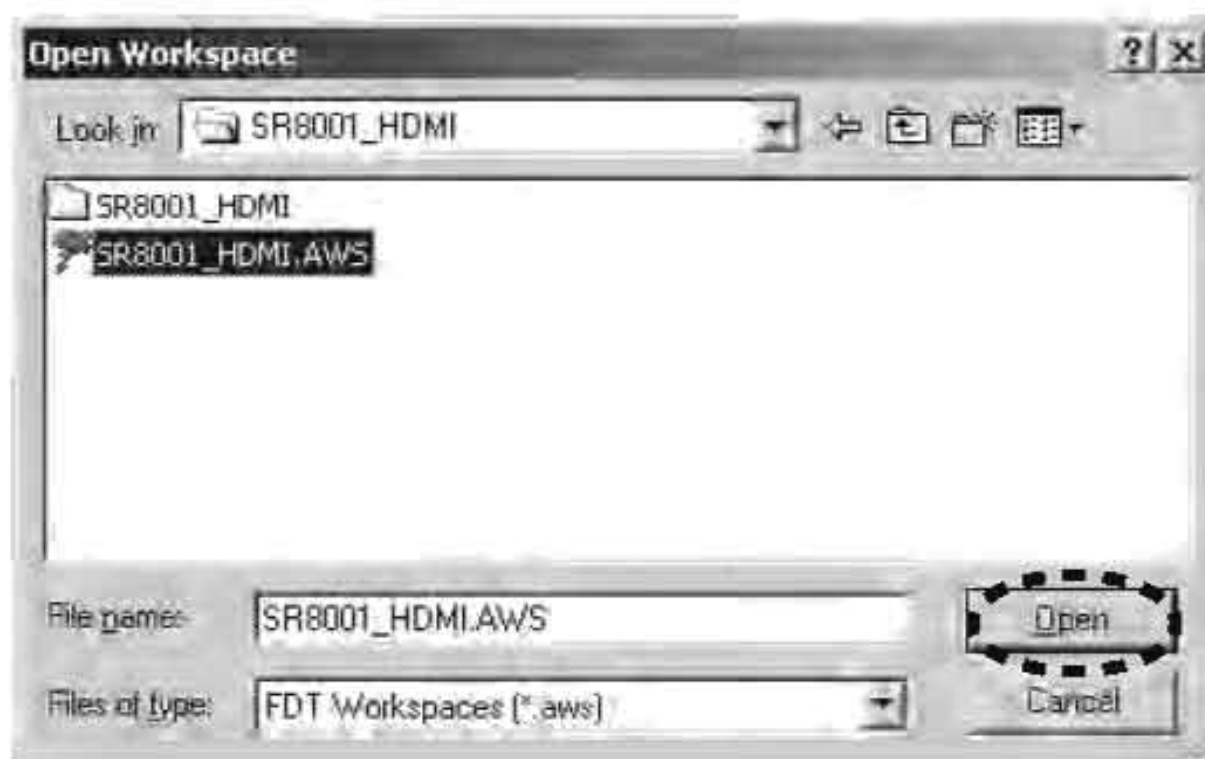 Open Workspace
Look in: SR8001_HDMI
SR8001_HDMI
SR8001_HDMI.AWS
File name: SR8001_HDMI.AWS Open
Files of type: FDT Workspaces (*.aws) Cancel